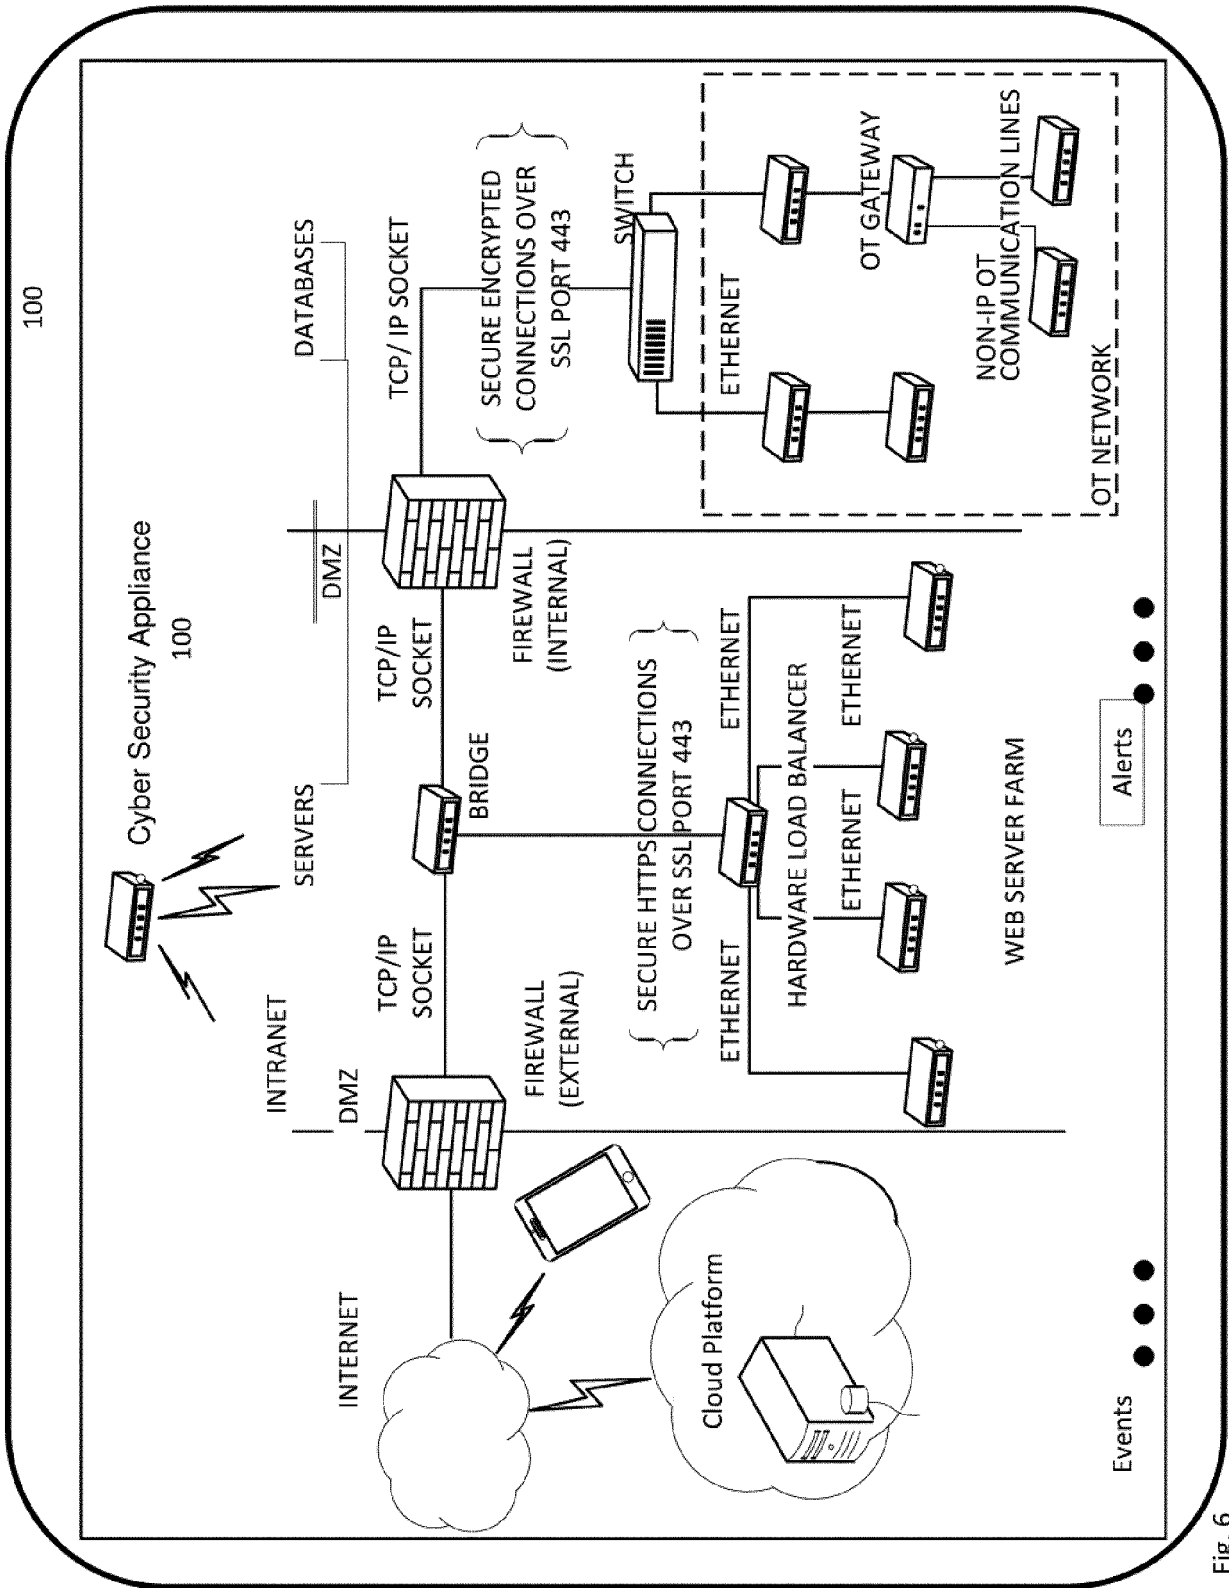 100
Cyber Security Appliance
100
INTRANET
SERVERS
DATABASES
INTERNET
DMZ
DMZ
TCP/IP
SOCKET
TCP/IP
SOCKET
TCP/ IP SOCKET
BRIDGE
FIREWALL
(EXTERNAL)
FIREWALL
(INTERNAL)
SECURE ENCRYPTED
CONNECTIONS OVER
SSL PORT 443
SWITCH
SECURE HTTPS CONNECTIONS
OVER SSL PORT 443
Cloud Platform
ETHERNET
ETHERNET
ETHERNET
HARDWARE LOAD BALANCER
ETHERNET
ETHERNET
OT GATEWAY
NON-IP OT
COMMUNICATION LINES
WEB SERVER FARM
OT NETWORK
Events
Alerts
Fig. 6